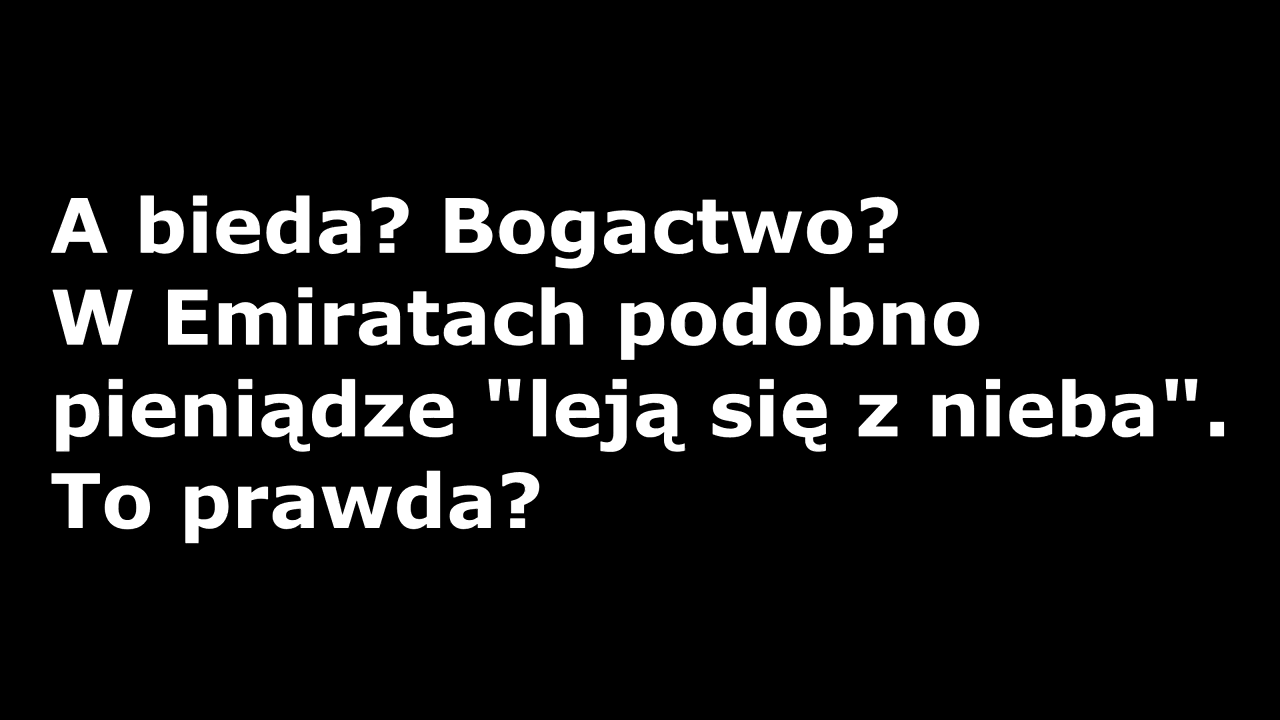 A bieda? Bogactwo?
W Emiratach podobno
pieniądze "leją się z nieba".
To prawda?